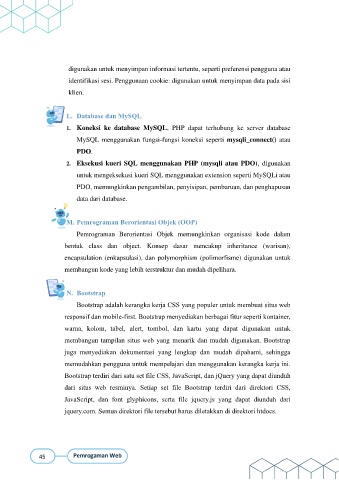 digunakan untuk menyimpan informasi tertentu, seperti preferensi pengguna atau
identifikasi sesi. Penggunaan cookie: digunakan untuk menyimpan data pada sisi
klien.
L. Database dan MySQL
1. Koneksi ke database MySQL, PHP dapat terhubung ke server database
MySQL menggunakan fungsi-fungsi koneksi seperti mysqli_connect() atau
PDO.
2. Eksekusi kueri SQL menggunakan PHP (mysqli atau PDO), digunakan
untuk mengeksekusi kueri SQL menggunakan extension seperti MySQLi atau
PDO, memungkinkan pengambilan, penyisipan, pembaruan, dan penghapusan
data dari database.
M. Pemrograman Berorientasi Objek (OOP)
Pemrograman Berorientasi Objek memungkinkan organisasi kode dalam
bentuk class dan object. Konsep dasar mencakup inheritance (warisan),
encapsulation (enkapsulasi), dan polymorphism (polimorfisme) digunakan untuk
membangun kode yang lebih terstruktur dan mudah dipelihara.
N. Bootstrap
Bootstrap adalah kerangka kerja CSS yang populer untuk membuat situs web
responsif dan mobile-first. Bootstrap menyediakan berbagai fitur seperti kontainer,
warna, kolom, tabel, alert, tombol, dan kartu yang dapat digunakan untuk
membangun tampilan situs web yang menarik dan mudah digunakan. Bootstrap
juga menyediakan dokumentasi yang lengkap dan mudah dipahami, sehingga
memudahkan pengguna untuk mempelajari dan menggunakan kerangka kerja ini.
Bootstrap terdiri dari satu set file CSS, JavaScript, dan jQuery yang dapat diunduh
dari situs web resminya. Setiap set file Bootstrap terdiri dari direktori CSS,
JavaScript, dan font glyphicons, serta file jquery.js yang dapat diunduh dari
jquery.com. Semua direktori file tersebut harus diletakkan di direktori htdocs.
45 Pemrogaman Web